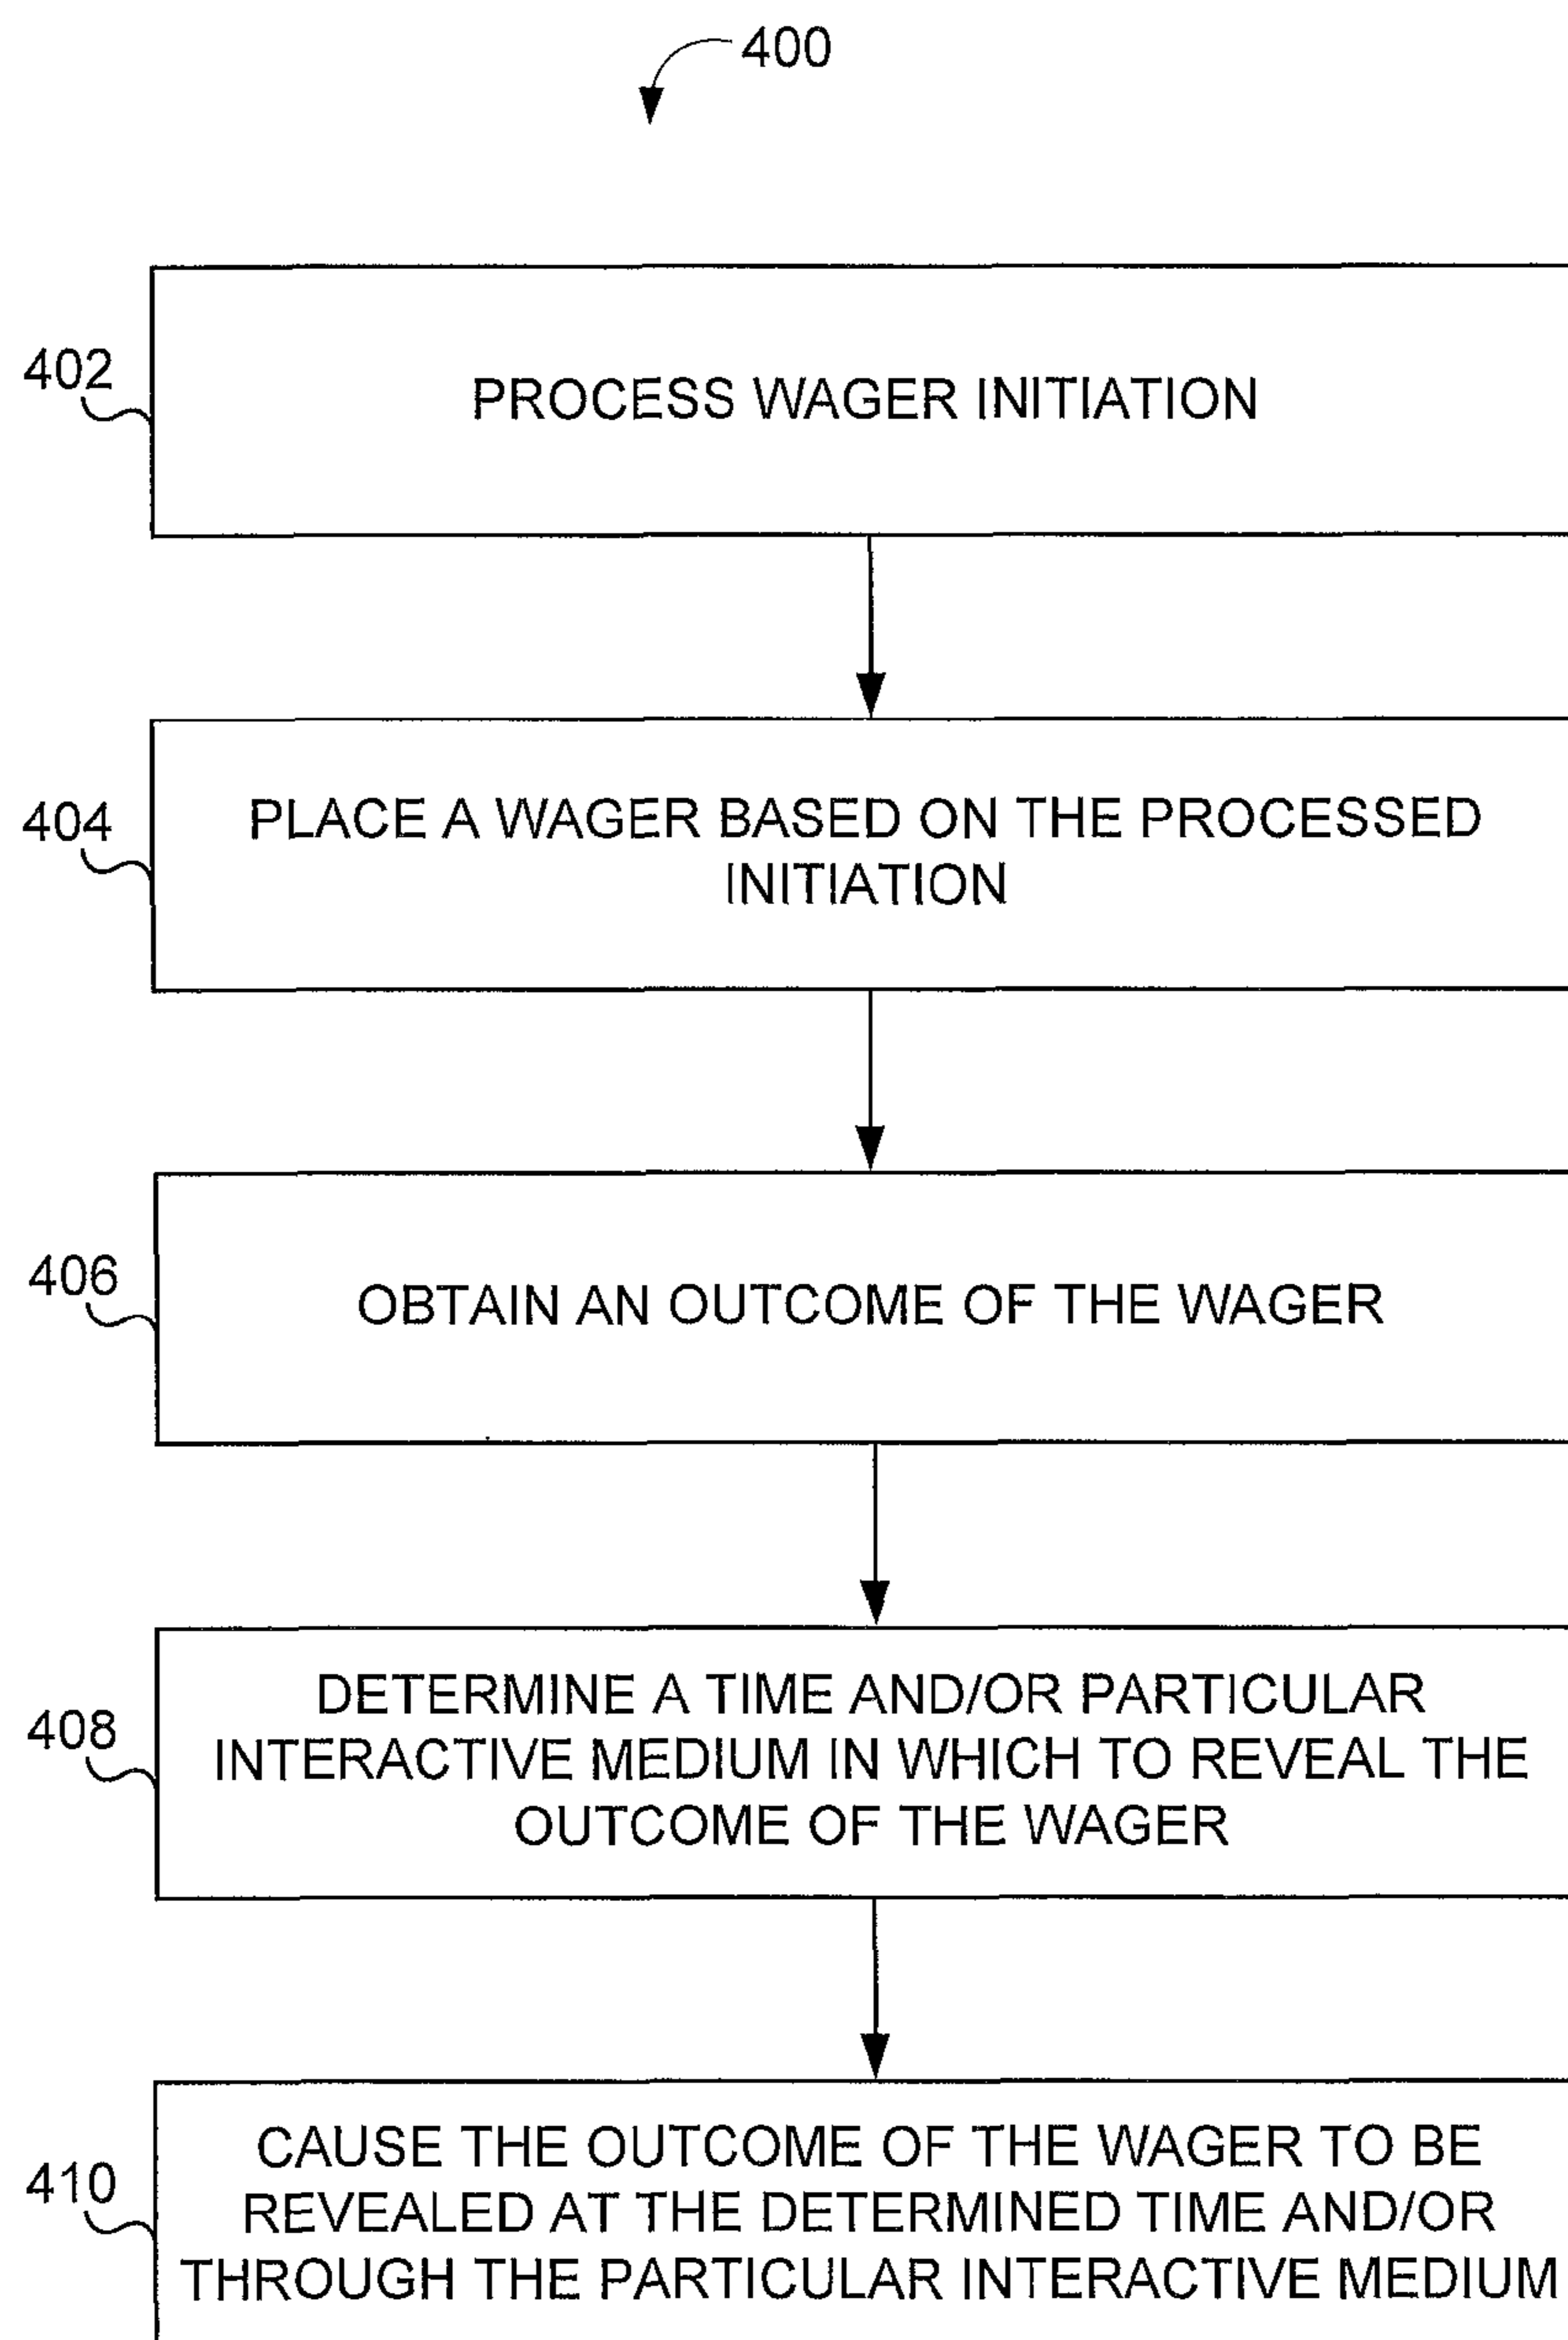 400
402
PROCESS WAGER INITIATION
404
PLACE A WAGER BASED ON THE PROCESSED
INITIATION
406
OBTAIN AN OUTCOME OF THE WAGER
408
DETERMINE A TIME AND/OR PARTICULAR
INTERACTIVE MEDIUM IN WHICH TO REVEAL THE
OUTCOME OF THE WAGER
410
CAUSE THE OUTCOME OF THE WAGER TO BE
REVEALED AT THE DETERMINED TIME AND/OR
THROUGH THE PARTICULAR INTERACTIVE MEDIUM